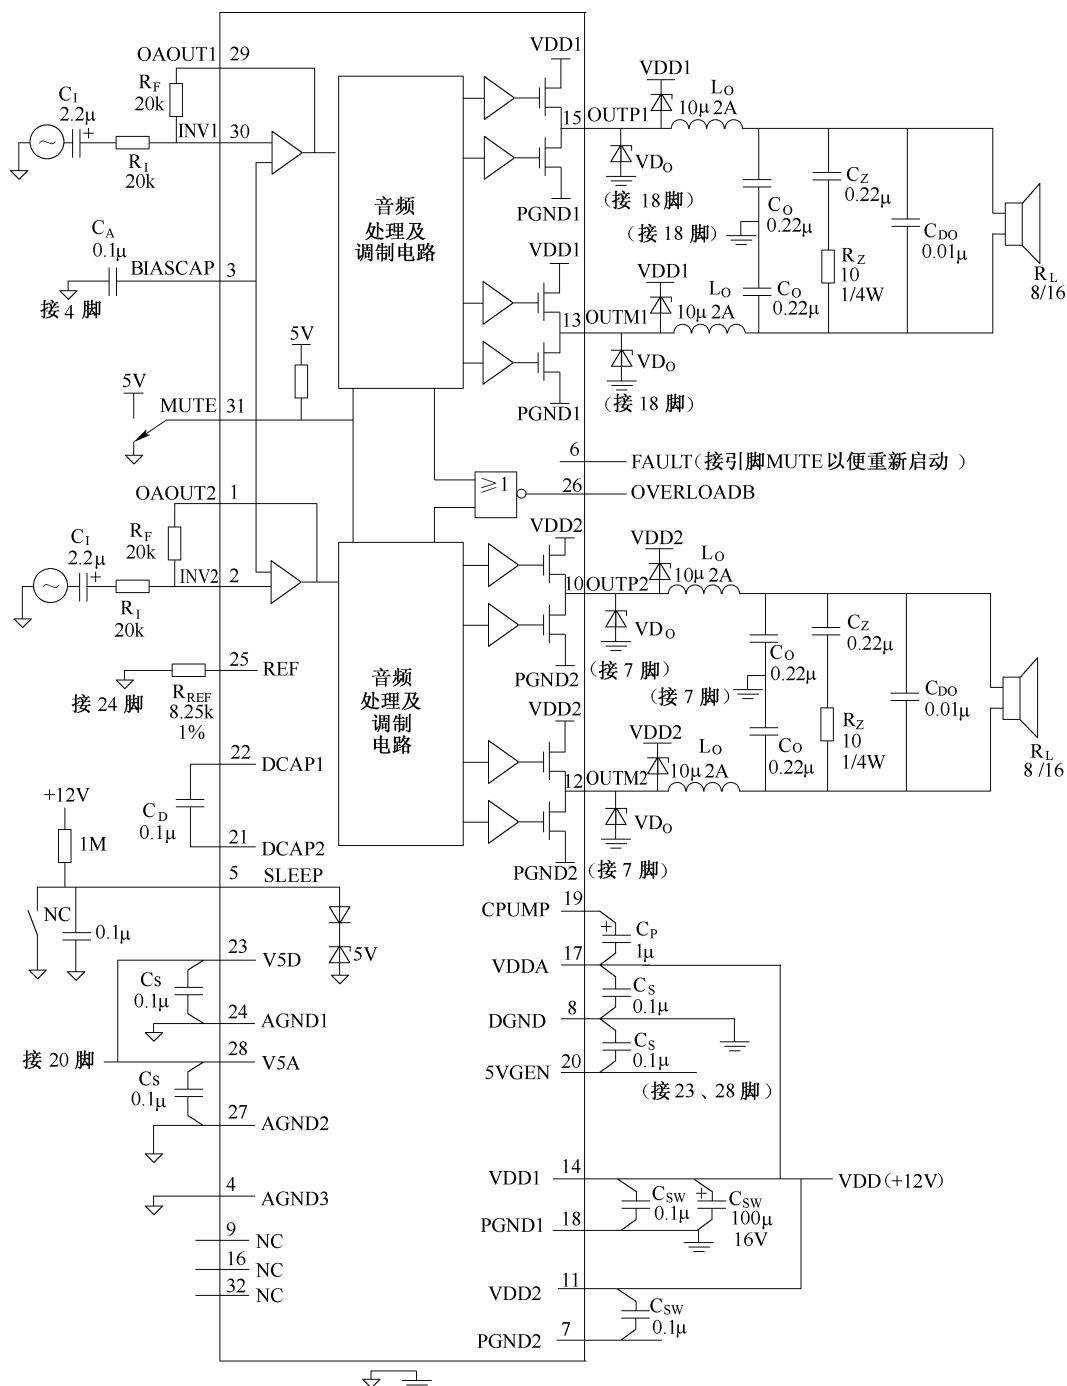 OAOUT1 29
R_F
20k
C_I
2.2μ
+
INV1 30
R_I
20k
C_A
0.1μ
BIASCAP 3
接 4 脚
5V
5V
MUTE 31
OAOUT2 1
R_F
20k
C_I
2.2μ
+
INV2 2
R_I
20k
25 REF
接 24 脚
R_REF
8.25k
1%
22 DCAP1
C_D
0.1μ
21 DCAP2
+12V
1M
5 SLEEP
NC
0.1μ
5V
23 V5D
Cs
0.1μ
24 AGND1
接 20 脚
28 V5A
Cs
0.1μ
27 AGND2
4 AGND3
9 NC
16 NC
32 NC
音频
处理及
调制电路
音频
处理及
调制
电路
≥1
VDD1
15 OUTP1
PGND1
VDD1
13 OUTM1
PGND1
VDD1
L_O
10μ 2A
VD_O
(接 18脚)
(接 18 脚)
C_O
0.22μ
C_Z
0.22μ
C_DO
0.01μ
R_Z
10
1/4W
R_L
8/16
VDD1
L_O
10μ 2A
C_O
0.22μ
VD_O
(接 18 脚)
6 FAULT(接引脚MUTE以便重新启动)
26 OVERLOADB
VDD2
10 OUTP2
PGND2
VDD2
12 OUTM2
PGND2
VDD2
L_O
10μ 2A
VD_O
(接 7 脚)
(接 7 脚)
C_O
0.22μ
C_Z
0.22μ
C_DO
0.01μ
R_Z
10
1/4W
R_L
8 /16
VDD2
L_O
10μ 2A
C_O
0.22μ
VD_O
(接 7 脚)
CPUMP 19
+
C_P
1μ
VDDA 17
C_S
0.1μ
DGND 8
C_S
0.1μ
5VGEN 20
(接 23 、28 脚)
VDD1 14
VDD(+12V)
C_SW
0.1μ
+
C_SW
100μ
16V
PGND1 18
VDD2 11
C_SW
0.1μ
PGND2 7